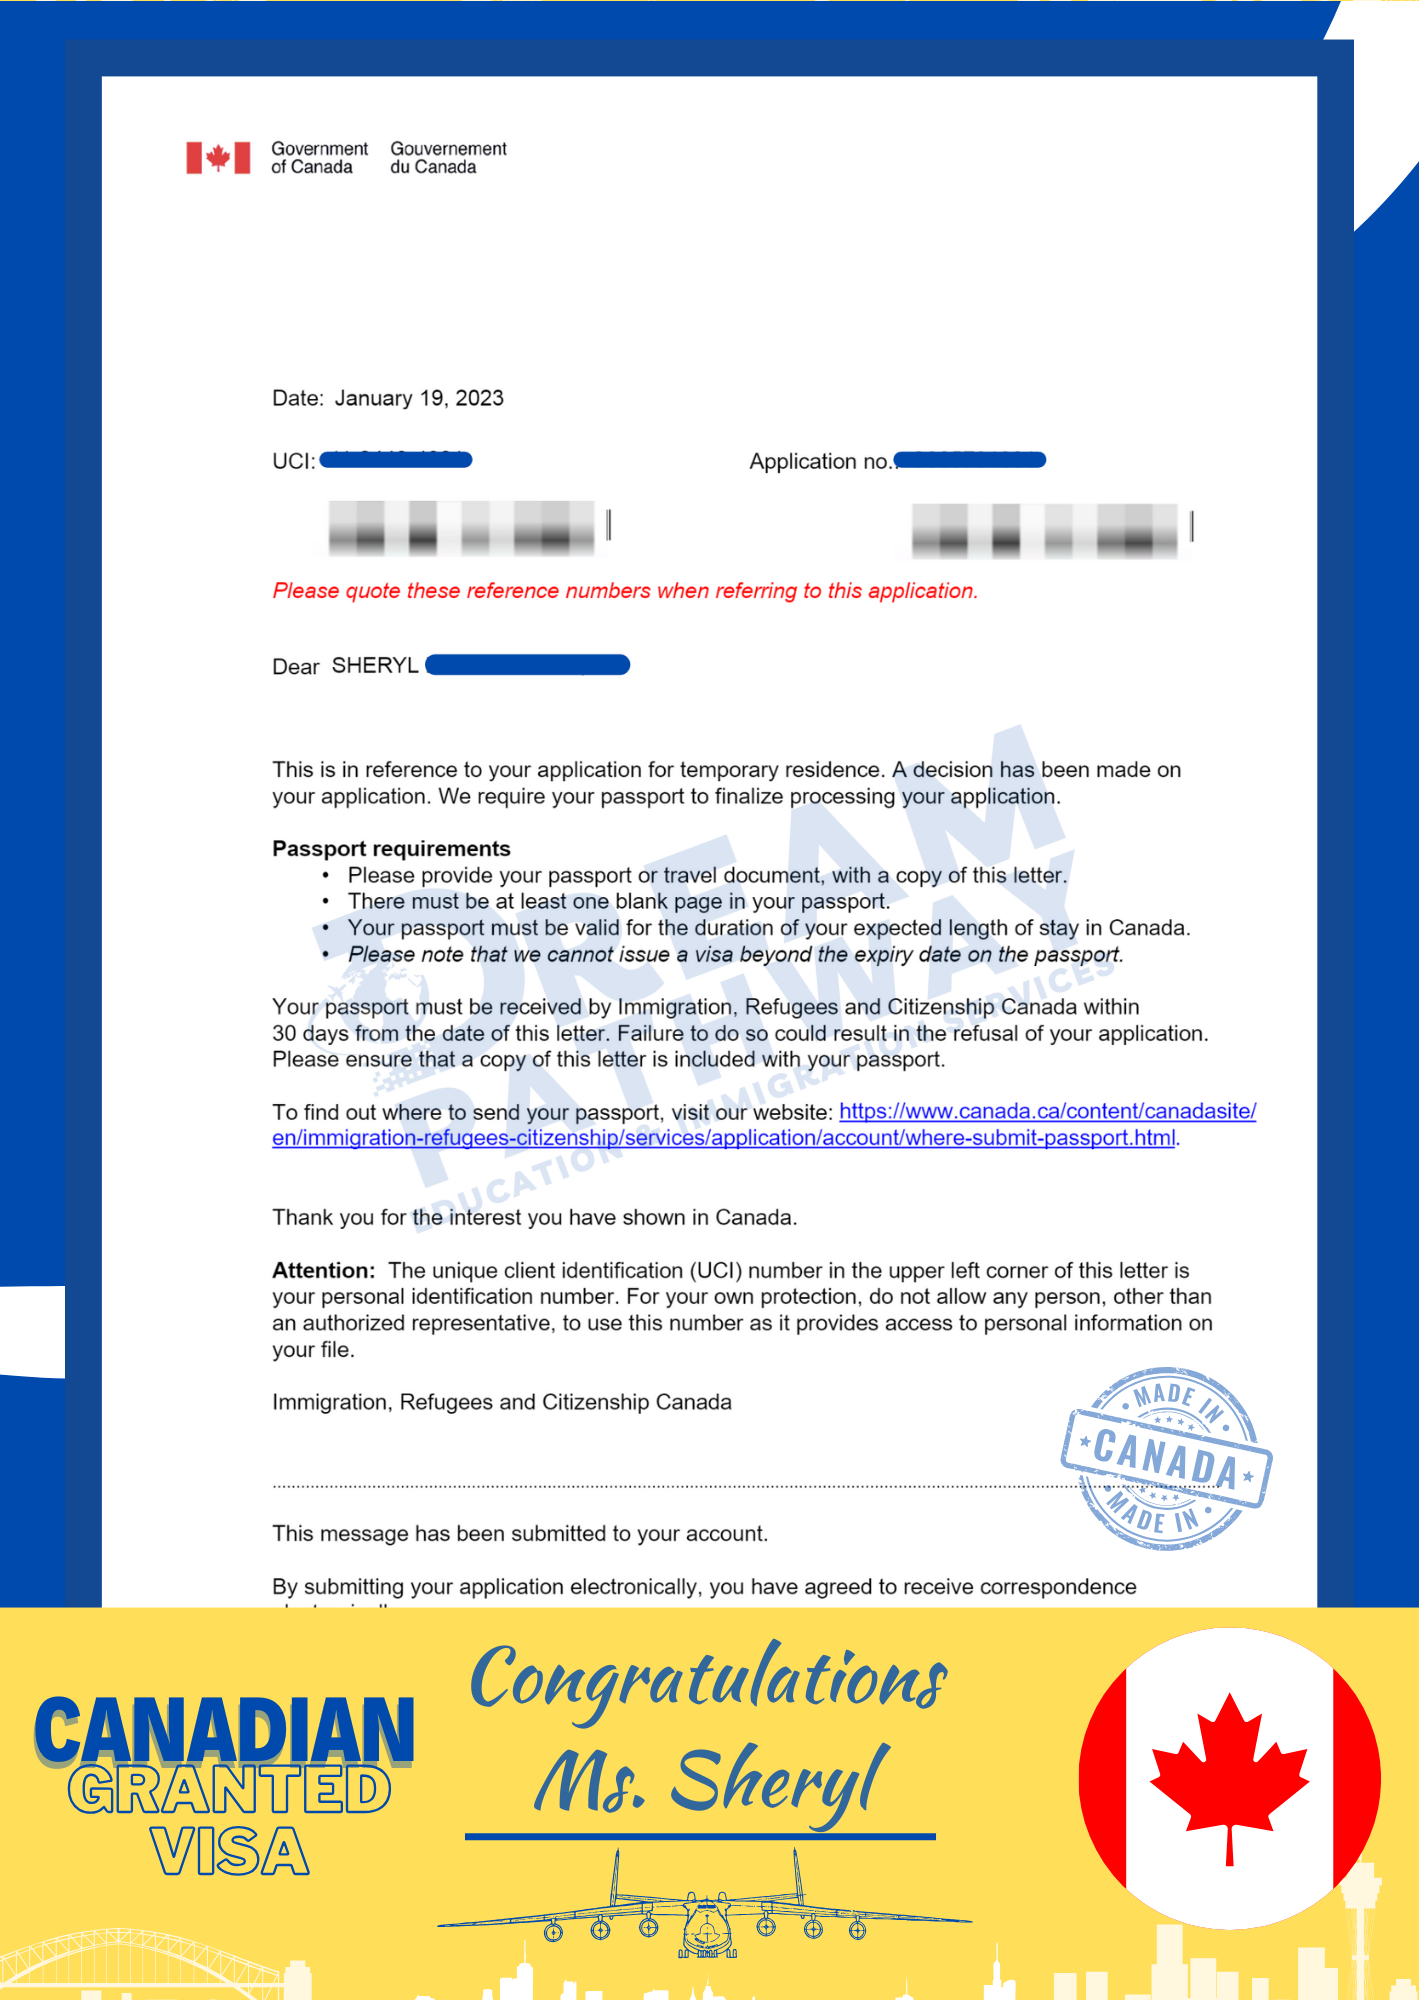 Government Gouvernement
of Canada du Canada
Date: January 19, 2023
UCI: Application no.:
Please quote these reference numbers when referring to this application.
Dear SHERYL
This is in reference to your application for temporary residence. A decision has been made on
your application. We require your passport to finalize processing your application.
Passport requirements
• Please provide your passport or travel document, with a copy of this letter.
• There must be at least one blank page in your passport.
• Your passport must be valid for the duration of your expected length of stay in Canada.
• Please note that we cannot issue a visa beyond the expiry date on the passport.
Your passport must be received by Immigration, Refugees and Citizenship Canada within
30 days from the date of this letter. Failure to do so could result in the refusal of your application.
Please ensure that a copy of this letter is included with your passport.
To find out where to send your passport, visit our website: https://www.canada.ca/content/canadasite/
en/immigration-refugees-citizenship/services/application/account/where-submit-passport.html.
Thank you for the interest you have shown in Canada.
Attention: The unique client identification (UCI) number in the upper left corner of this letter is
your personal identification number. For your own protection, do not allow any person, other than
an authorized representative, to use this number as it provides access to personal information on
your file.
Immigration, Refugees and Citizenship Canada
This message has been submitted to your account.
By submitting your application electronically, you have agreed to receive correspondence
DREAM
PATHWAY
EDUCATION & IMMIGRATION SERVICES
MADE IN
CANADA
MADE IN
CANADIAN
GRANTED
VISA
Congratulations
Ms. Sheryl